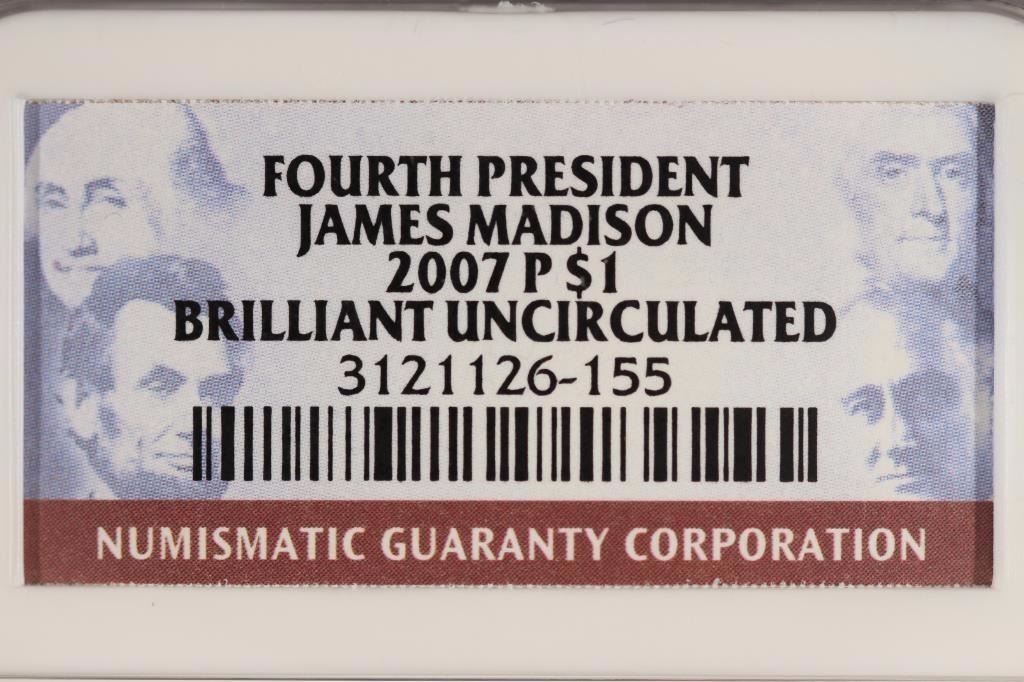 FOURTH PRESIDENT
JAMES MADISON
2007 P $1
BRILLIANT UNCIRCULATED
3121126-155
NUMISMATIC GUARANTY CORPORATION